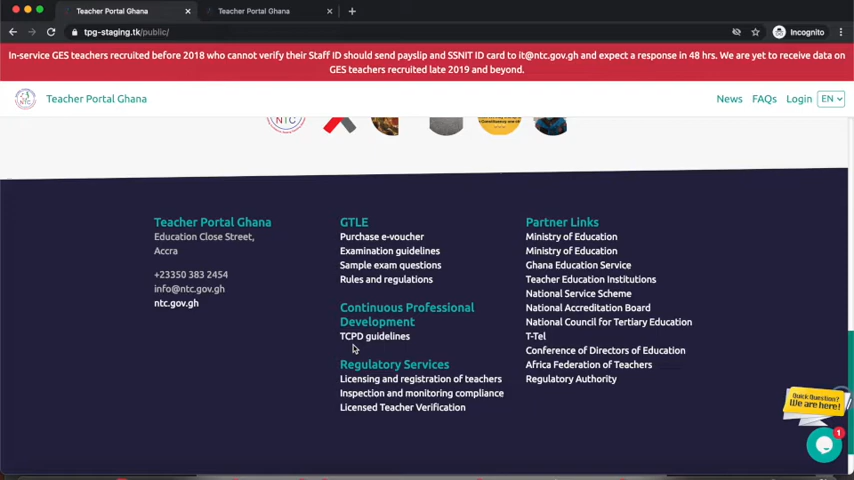 Teacher Portal Ghana
Teacher Portal Ghana
tpg-staging.tk/public/
Incognito
In-service GES teachers recruited before 2018 who cannot verify their Staff ID should send payslip and SSNIT ID card to it@ntc.gov.gh and expect a response in 48 hrs. We are yet to receive data on
GES teachers recruited late 2019 and beyond.
Teacher Portal Ghana
News
FAQs
Login
EN
NTC
Teacher Portal Ghana
Education Close Street,
Accra
+23350 383 2454
info@ntc.gov.gh
ntc.gov.gh
GTLE
Purchase e-voucher
Examination guidelines
Sample exam questions
Rules and regulations
Continuous Professional
Development
TCPD guidelines
Regulatory Services
Licensing and registration of teachers
Inspection and monitoring compliance
Licensed Teacher Verification
Partner Links
Ministry of Education
Ministry of Education
Ghana Education Service
Teacher Education Institutions
National Service Scheme
National Accreditation Board
National Council for Tertiary Education
T-Tel
Conference of Directors of Education
Africa Federation of Teachers
Regulatory Authority
Quick Question?
We are here!
1